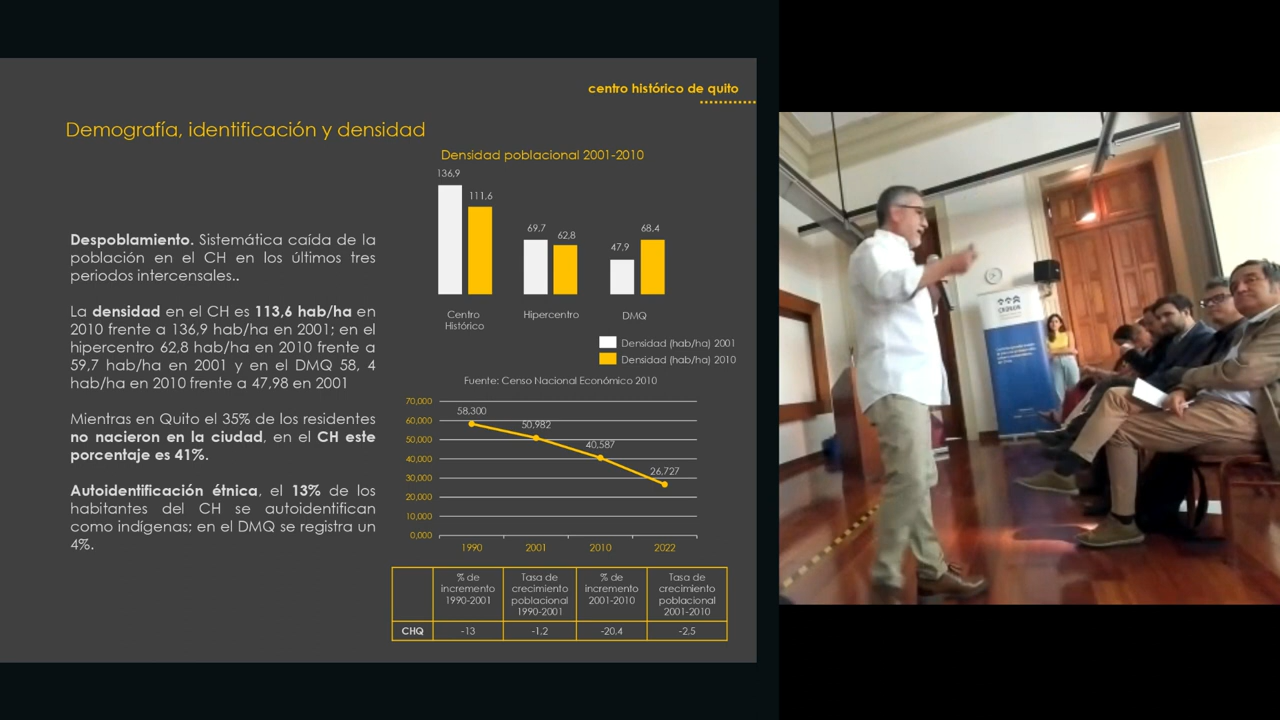 centro histórico de quito
Demografía, identificación y densidad
Despoblamiento. Sistemática caída de la
población en el CH en los últimos tres
periodos intercensales..
La densidad en el CH es 113,6 hab/ha en
2010 frente a 136,9 hab/ha en 2001; en el
hipercentro 62,8 hab/ha en 2010 frente a
59,7 hab/ha en 2001 y en el DMQ 58, 4
hab/ha en 2010 frente a 47,98 en 2001
Mientras en Quito el 35% de los residentes
no nacieron en la ciudad, en el CH este
porcentaje es 41%.
Autoidentificación étnica, el 13% de los
habitantes del CH se autoidentifican
como indígenas; en el DMQ se registra un
4%.
Densidad poblacional 2001-2010
136,9
111,6
69,7
62,8
47,9
68,4
Centro
Histórico
Hipercentro
DMQ
Densidad (hab/ha) 2001
Densidad (hab/ha) 2010
Fuente: Censo Nacional Económico 2010
70,000
60,000
50,000
40,000
30,000
20,000
10,000
0,000
58,300
50,982
40,587
26,727
1990
2001
2010
2022
% de
incremento
1990-2001
Tasa de
crecimiento
poblacional
1990-2001
% de
incremento
2001-2010
Tasa de
crecimiento
poblacional
2001-2010
CHQ
-13
-1,2
-20,4
-2,5